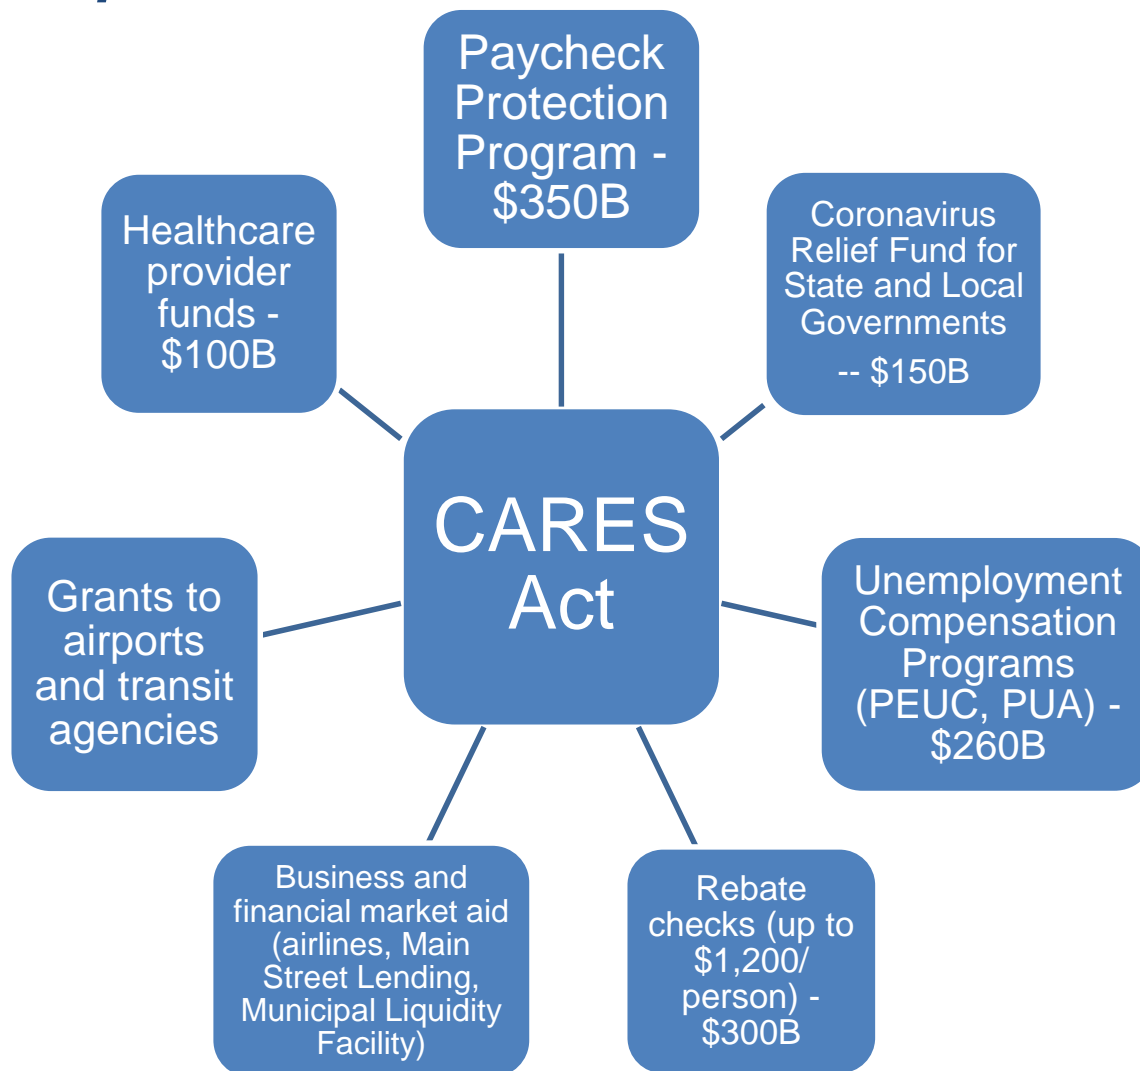 Paycheck
Protection
Program -
$350B
Coronavirus
Relief Fund for
State and Local
Governments
-- $150B
Unemployment
Compensation
Programs
(PEUC, PUA) -
$260B
Rebate
checks (up to
$1,200/
person) -
$300B
Business and
financial market aid
(airlines, Main
Street Lending,
Municipal Liquidity
Facility)
Grants to
airports
and transit
agencies
Healthcare
provider
funds -
$100B
CARES
Act